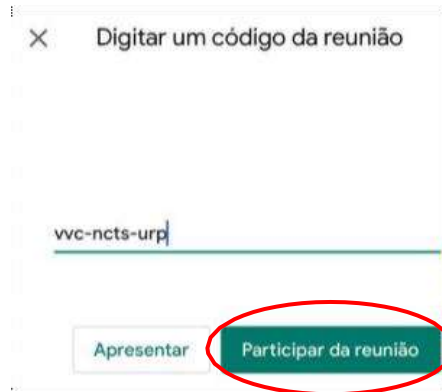 Digitar um código da reunião
vvc-ncts-urp
Apresentar
Participar da reunião